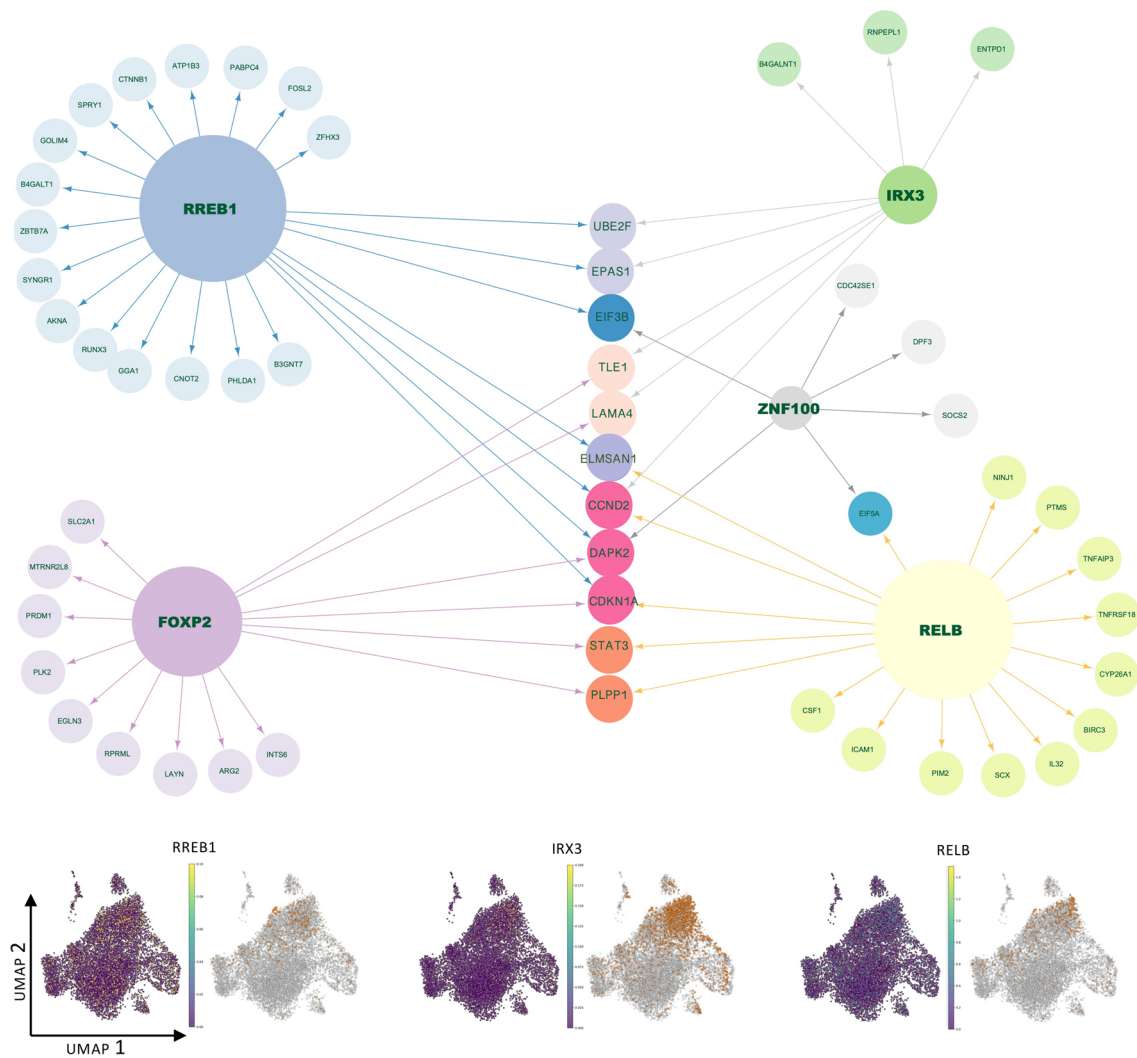 RNPEPL1
ENTPD1
B4GALNT1
ATP1B3
PABPC4
CTNNB1
FOSL2
SPRY1
ZFHX3
GOLIM4
B4GALT1
RREB1
IRX3
ZBTB7A
UBE2F
SYNGR1
EPAS1
CDC42SE1
AKNA
EIF3B
DPF3
RUNX3
GGA1
CNOT2
PHLDA1
B3GNT7
TLE1
ZNF100
SOCS2
LAMA4
ELMSAN1
NINJ1
CCND2
EIF5A
PTMS
SLC2A1
DAPK2
TNFAIP3
MTRNR2L8
CDKN1A
TNFRSF18
PRDM1
FOXP2
RELB
STAT3
PLK2
CYP26A1
PLPP1
CSF1
EGLN3
BIRC3
RPRML
ICAM1
INTS6
LAYN
ARG2
PIM2
SCX
IL32
RREB1
IRX3
RELB
UMAP 2
UMAP 1